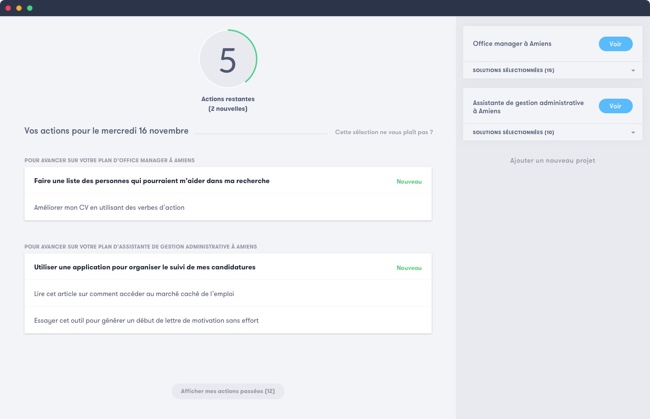 5
Actions restantes
(2 nouvelles)
Vos actions pour le mercredi 16 novembre
Cette sélection ne vous plaît pas ?
POUR AVANCER SUR VOTRE PLAN D'OFFICE MANAGER À AMIENS
Faire une liste des personnes qui pourraient m'aider dans ma recherche
Nouveau
Améliorer mon CV en utilisant des verbes d'action
POUR AVANCER SUR VOTRE PLAN D'ASSISTANTE DE GESTION ADMINISTRATIVE À AMIENS
Utiliser une application pour organiser le suivi de mes candidatures
Nouveau
Lire cet article sur comment accéder au marché caché de l'emploi
Essayer cet outil pour générer un début de lettre de motivation sans effort
Afficher mes actions passées (12)
Office manager à Amiens
Voir
SOLUTIONS SÉLECTIONNÉES (15)
Assistante de gestion administrative
à Amiens
Voir
SOLUTIONS SÉLECTIONNÉES (10)
Ajouter un nouveau projet